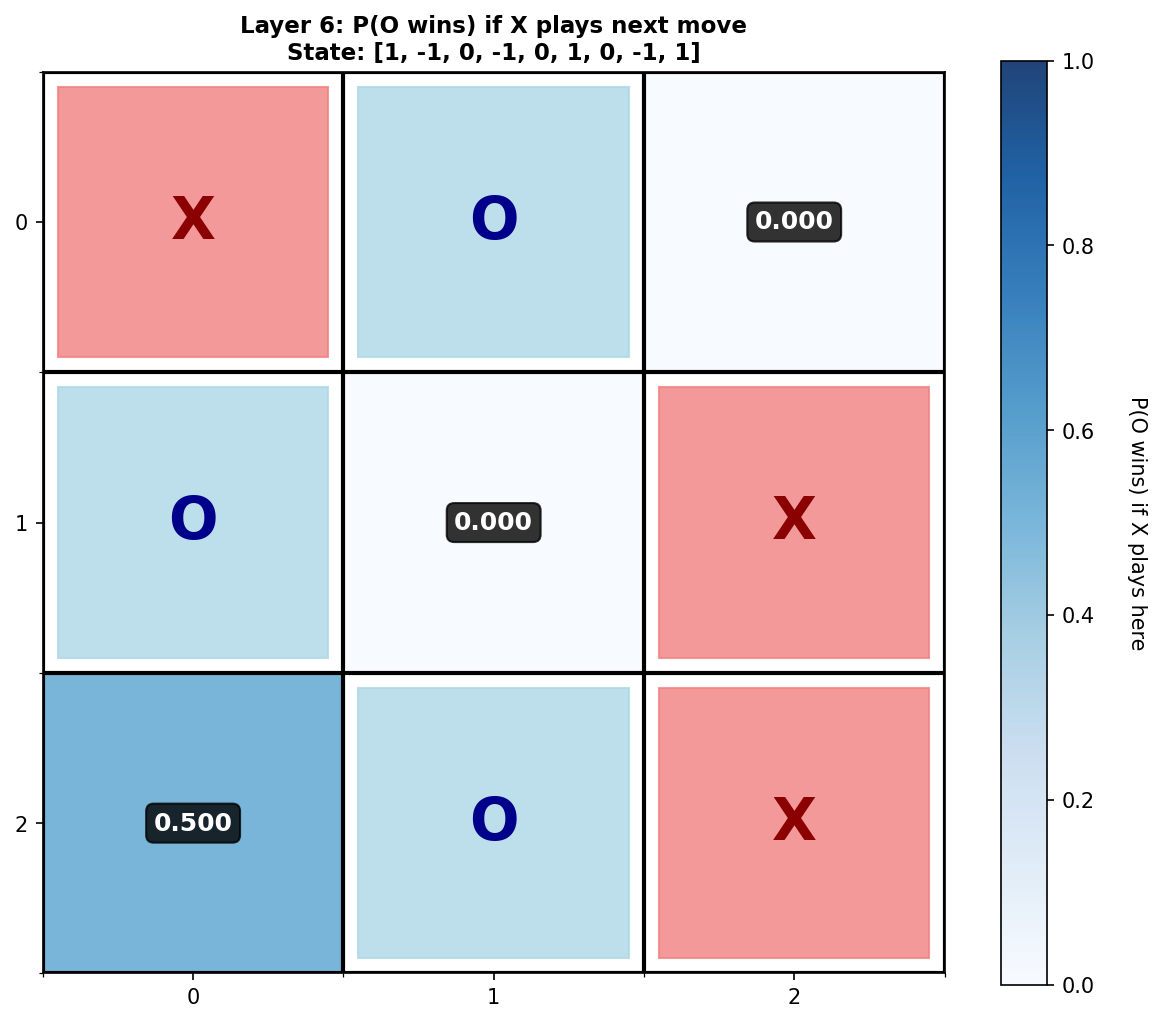 Layer 6: P(O wins) if X plays next move
State: [1, -1, 0, -1, 0, 1, 0, -1, 1]
X
O
0.000
O
0.000
X
0.500
O
X
0
1
2
0
1
2
1.0
0.8
0.6
0.4
0.2
0.0
P(O wins) if X plays here